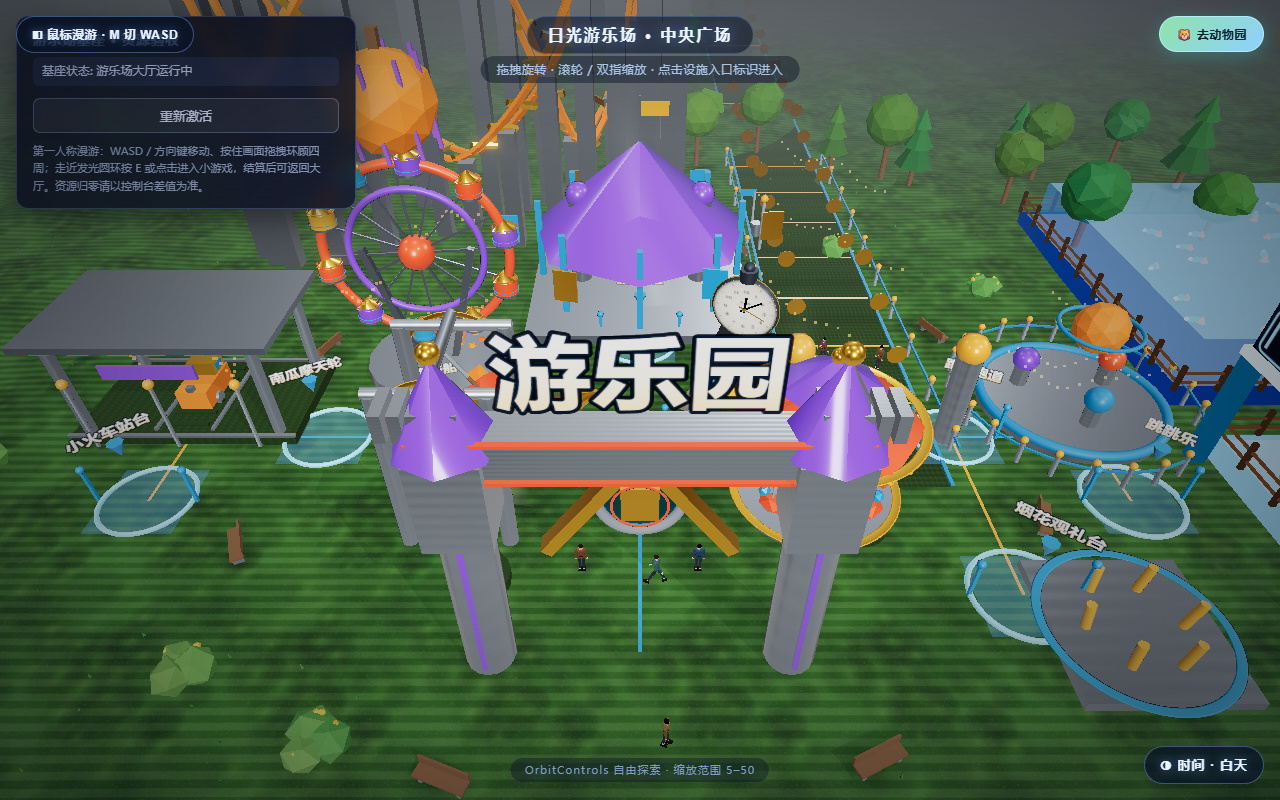 鼠标漫游 · M 切 WASD
日光游乐场 • 中央广场
去动物园
基座状态: 游乐场大厅运行中
拖拽旋转 · 滚轮 / 双指缩放 · 点击设施入口标识进入
重新激活
第一人称漫游：WASD / 方向键移动、按住画面拖拽环顾四
周；走近发光圆环按 E 或点击进入小游戏，结算后可返回大
厅。资源归零请以控制台差值为准。
游乐园
南瓜摩天轮
小火车站台
跳跳乐
烟花观礼台
OrbitControls 自由探索 · 缩放范围 5–50
时间 · 白天